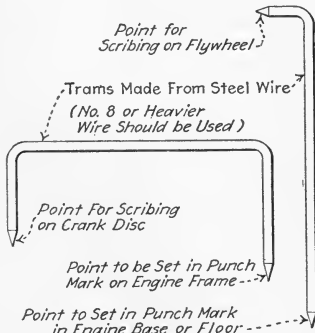 Point for
Scribing on Flywheel
Trams Made From Steel Wire
(No. 8 or Heavier
Wire Should be Used)
Point For Scribing
on Crank Disc
Point to be Set in Punch
Mark on Engine Frame
Point to Set in Punch Mark
in Engine Base or Floor